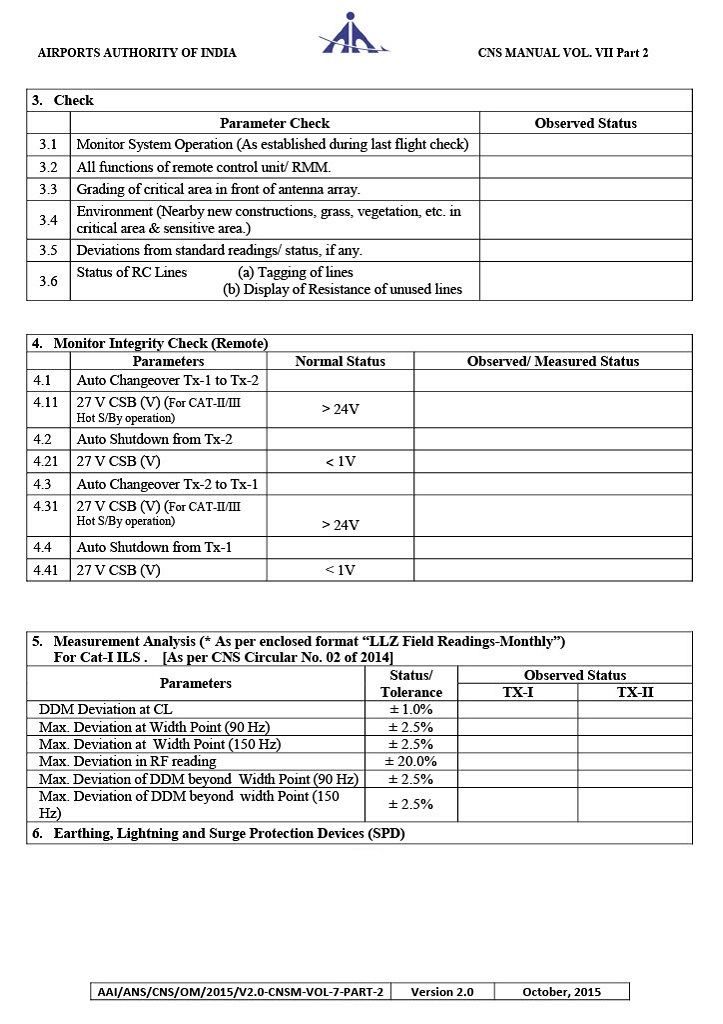 AIRPORTS AUTHORITY OF INDIA CNS MANUAL VOL. VII Part 2
3. Check
Parameter Check Observed Status
3.1 Monitor System Operation (As established during last flight check)
3.2 All functions of remote control unit/ RMM.
3.3 Grading of critical area in front of antenna array.
3.4 Environment (Nearby new constructions, grass, vegetation, etc. in
critical area & sensitive area.)
3.5 Deviations from standard readings/ status, if any.
3.6 Status of RC Lines (a) Tagging of lines
(b) Display of Resistance of unused lines
4. Monitor Integrity Check (Remote)
Parameters Normal Status Observed/ Measured Status
4.1 Auto Changeover Tx-1 to Tx-2
4.11 27 V CSB (V) (For CAT-II/III
Hot S/By operation) > 24V
4.2 Auto Shutdown from Tx-2
4.21 27 V CSB (V) < 1V
4.3 Auto Changeover Tx-2 to Tx-1
4.31 27 V CSB (V) (For CAT-II/III
Hot S/By operation) > 24V
4.4 Auto Shutdown from Tx-1
4.41 27 V CSB (V) < 1V
5. Measurement Analysis (* As per enclosed format “LLZ Field Readings-Monthly”)
For Cat-I ILS . [As per CNS Circular No. 02 of 2014]
Parameters Status/ Tolerance Observed Status
TX-I TX-II
DDM Deviation at CL ± 1.0%
Max. Deviation at Width Point (90 Hz) ± 2.5%
Max. Deviation at Width Point (150 Hz) ± 2.5%
Max. Deviation in RF reading ± 20.0%
Max. Deviation of DDM beyond Width Point (90 Hz) ± 2.5%
Max. Deviation of DDM beyond width Point (150
Hz) ± 2.5%
6. Earthing, Lightning and Surge Protection Devices (SPD)
AAI/ANS/CNS/OM/2015/V2.0-CNSM-VOL-7-PART-2 Version 2.0 October, 2015